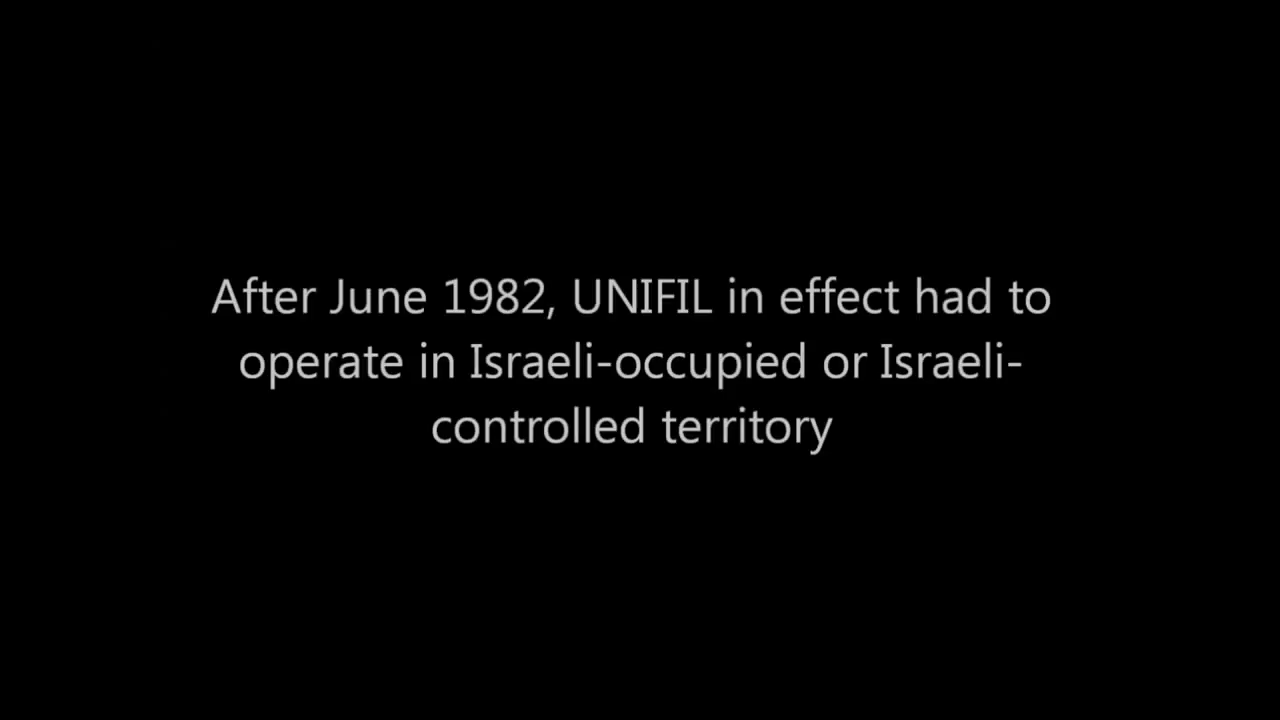 After June 1982, UNIFIL in effect had to
operate in Israeli-occupied or Israeli-
controlled territory